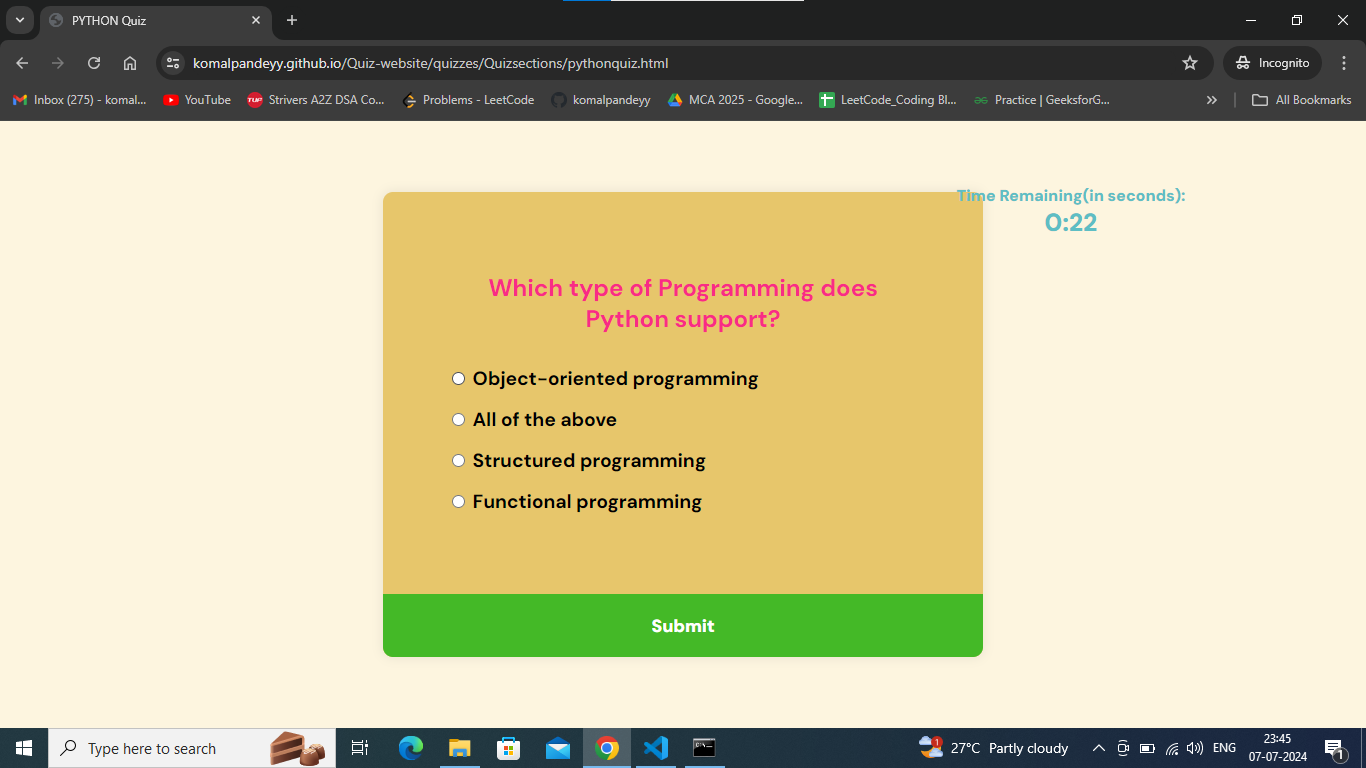 PYTHON Quiz
komalpandeyy.github.io/Quiz-website/quizzes/Quizsections/pythonquiz.html
Incognito
Inbox (275) - komal...
YouTube
TUF
Strivers A2Z DSA Co...
Problems - LeetCode
komalpandeyy
MCA 2025 - Google...
LeetCode_Coding Bl...
Practice | GeeksforG...
All Bookmarks
Time Remaining(in seconds):
0:22
Which type of Programming does
Python support?
Object-oriented programming
All of the above
Structured programming
Functional programming
Submit
Type here to search
1
27°C Partly cloudy
ENG
23:45
07-07-2024
1